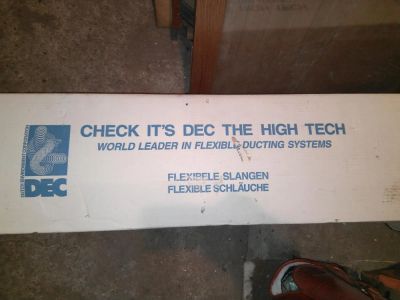 CHECK IT'S DEC THE HIGH TECH
WORLD LEADER IN FLEXIBLE DUCTING SYSTEMS
DEC
FLEXIBELE SLANGEN
FLEXIBLE SCHLÄUCHE